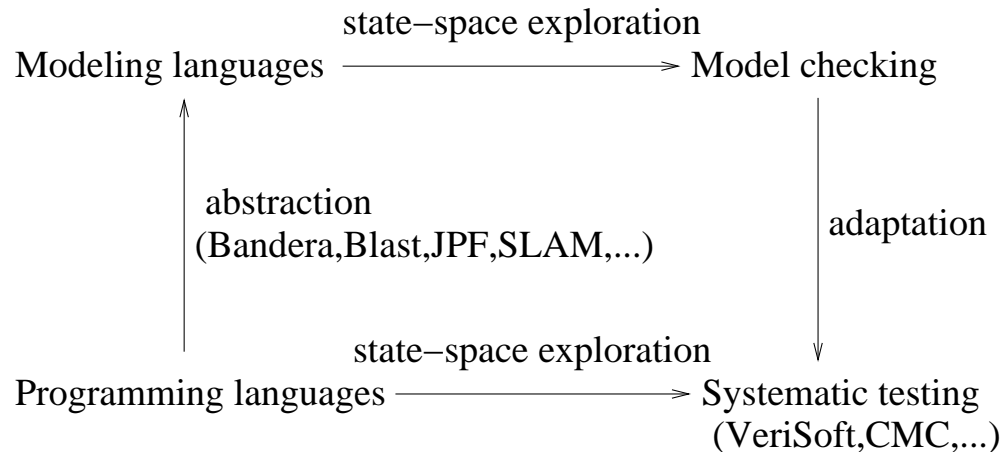 state−space exploration
Modeling languages
Model checking
abstraction
(Bandera,Blast,JPF,SLAM,...)
adaptation
state−space exploration
Programming languages
Systematic testing
(VeriSoft,CMC,...)